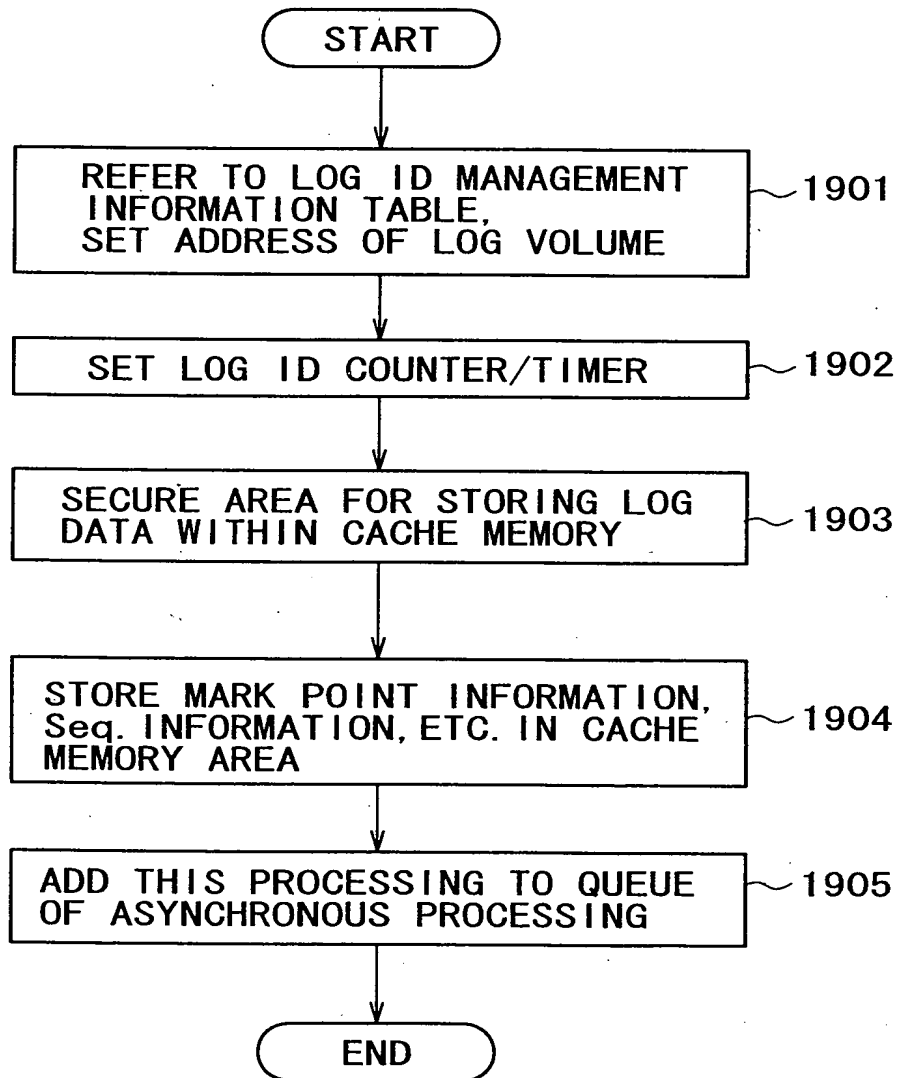 START
REFER TO LOG ID MANAGEMENT
INFORMATION TABLE,
SET ADDRESS OF LOG VOLUME
1901
SET LOG ID COUNTER/TIMER
1902
SECURE AREA FOR STORING LOG
DATA WITHIN CACHE MEMORY
1903
STORE MARK POINT INFORMATION,
Seq. INFORMATION, ETC. IN CACHE
MEMORY AREA
1904
ADD THIS PROCESSING TO QUEUE
OF ASYNCHRONOUS PROCESSING
1905
END